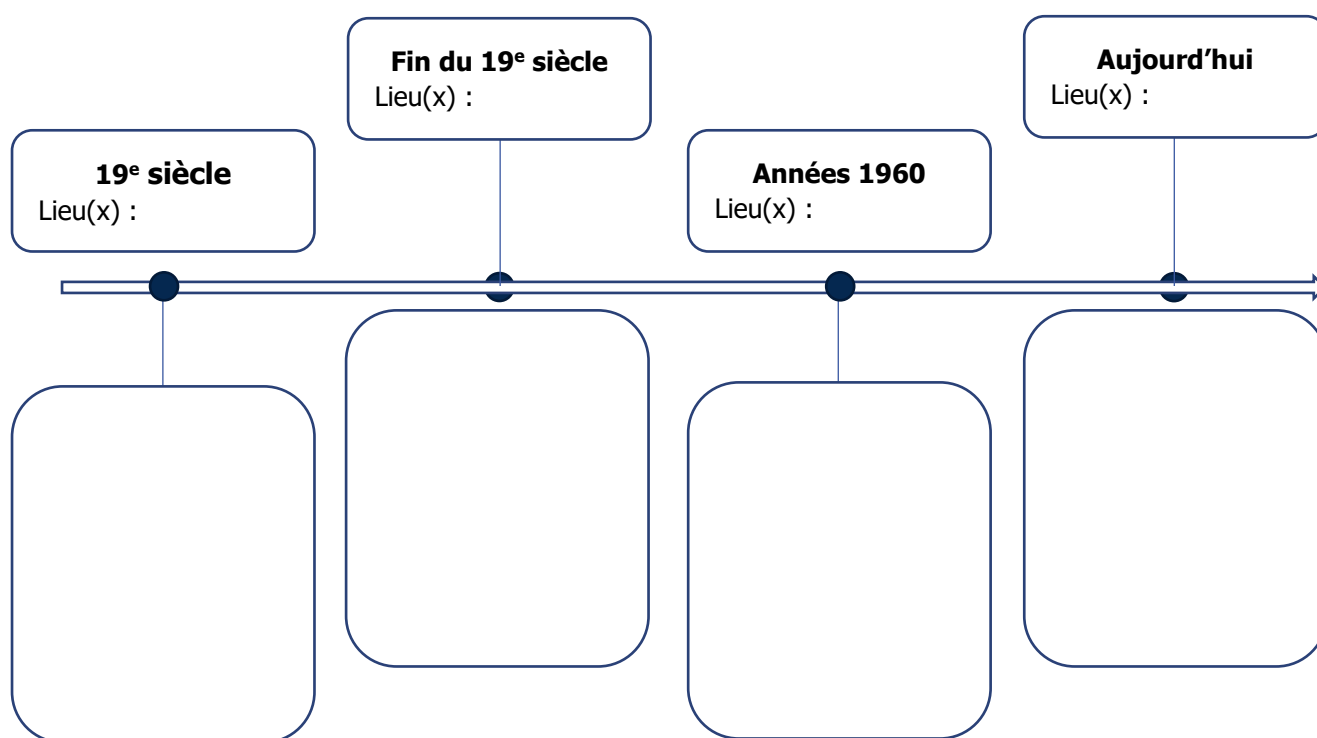 19e siècle
Lieu(x) :
Fin du 19e siècle
Lieu(x) :
Années 1960
Lieu(x) :
Aujourd’hui
Lieu(x) :